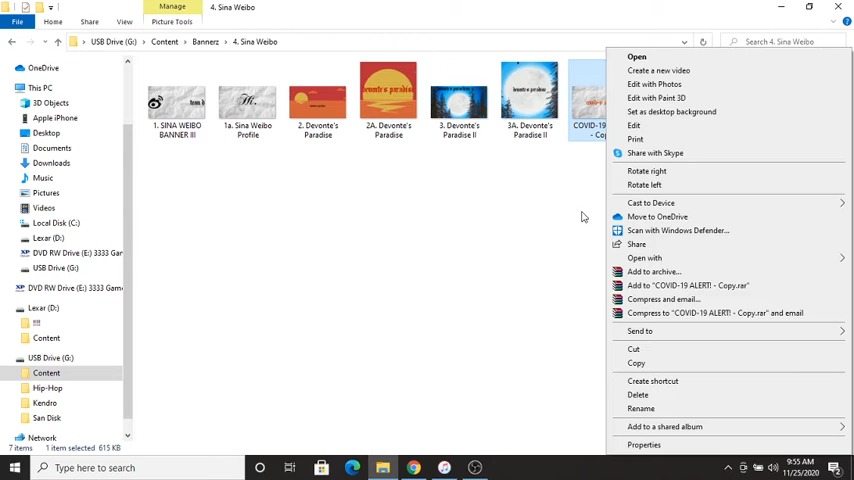 Manage
4. Sina Weibo
File
Home
Share
View
Picture Tools
USB Drive (G:) > Content > Bannerz > 4. Sina Weibo
Search 4. Sina Weibo
OneDrive
This PC
3D Objects
Apple iPhone
Desktop
Documents
Downloads
Music
Pictures
Videos
Local Disk (C:)
Lexar (D:)
DVD RW Drive (E:) 3333 Gam
USB Drive (G:)
DVD RW Drive (E:) 3333 Gam
Lexar (D:)
!!!
Content
USB Drive (G:)
Content
Hip-Hop
Kendro
San Disk
Network
1. SINA WEIBO
BANNER III
1a. Sina Weibo
Profile
2. Devonte's
Paradise
2A. Devonte's
Paradise
3. Devonte's
Paradise II
3A. Devonte's
Paradise II
COVID-19
- Cop
Open
Create a new video
Edit with Photos
Edit with Paint 3D
Set as desktop background
Edit
Print
Share with Skype
Rotate right
Rotate left
Cast to Device
Move to OneDrive
Scan with Windows Defender...
Share
Open with
Add to archive...
Add to "COVID-19 ALERT! - Copy.rar"
Compress and email...
Compress to "COVID-19 ALERT! - Copy.rar" and email
Send to
Cut
Copy
Create shortcut
Delete
Rename
Add to a shared album
Properties
7 items
1 item selected 615 KB
Type here to search
9:55 AM
11/25/2020
2